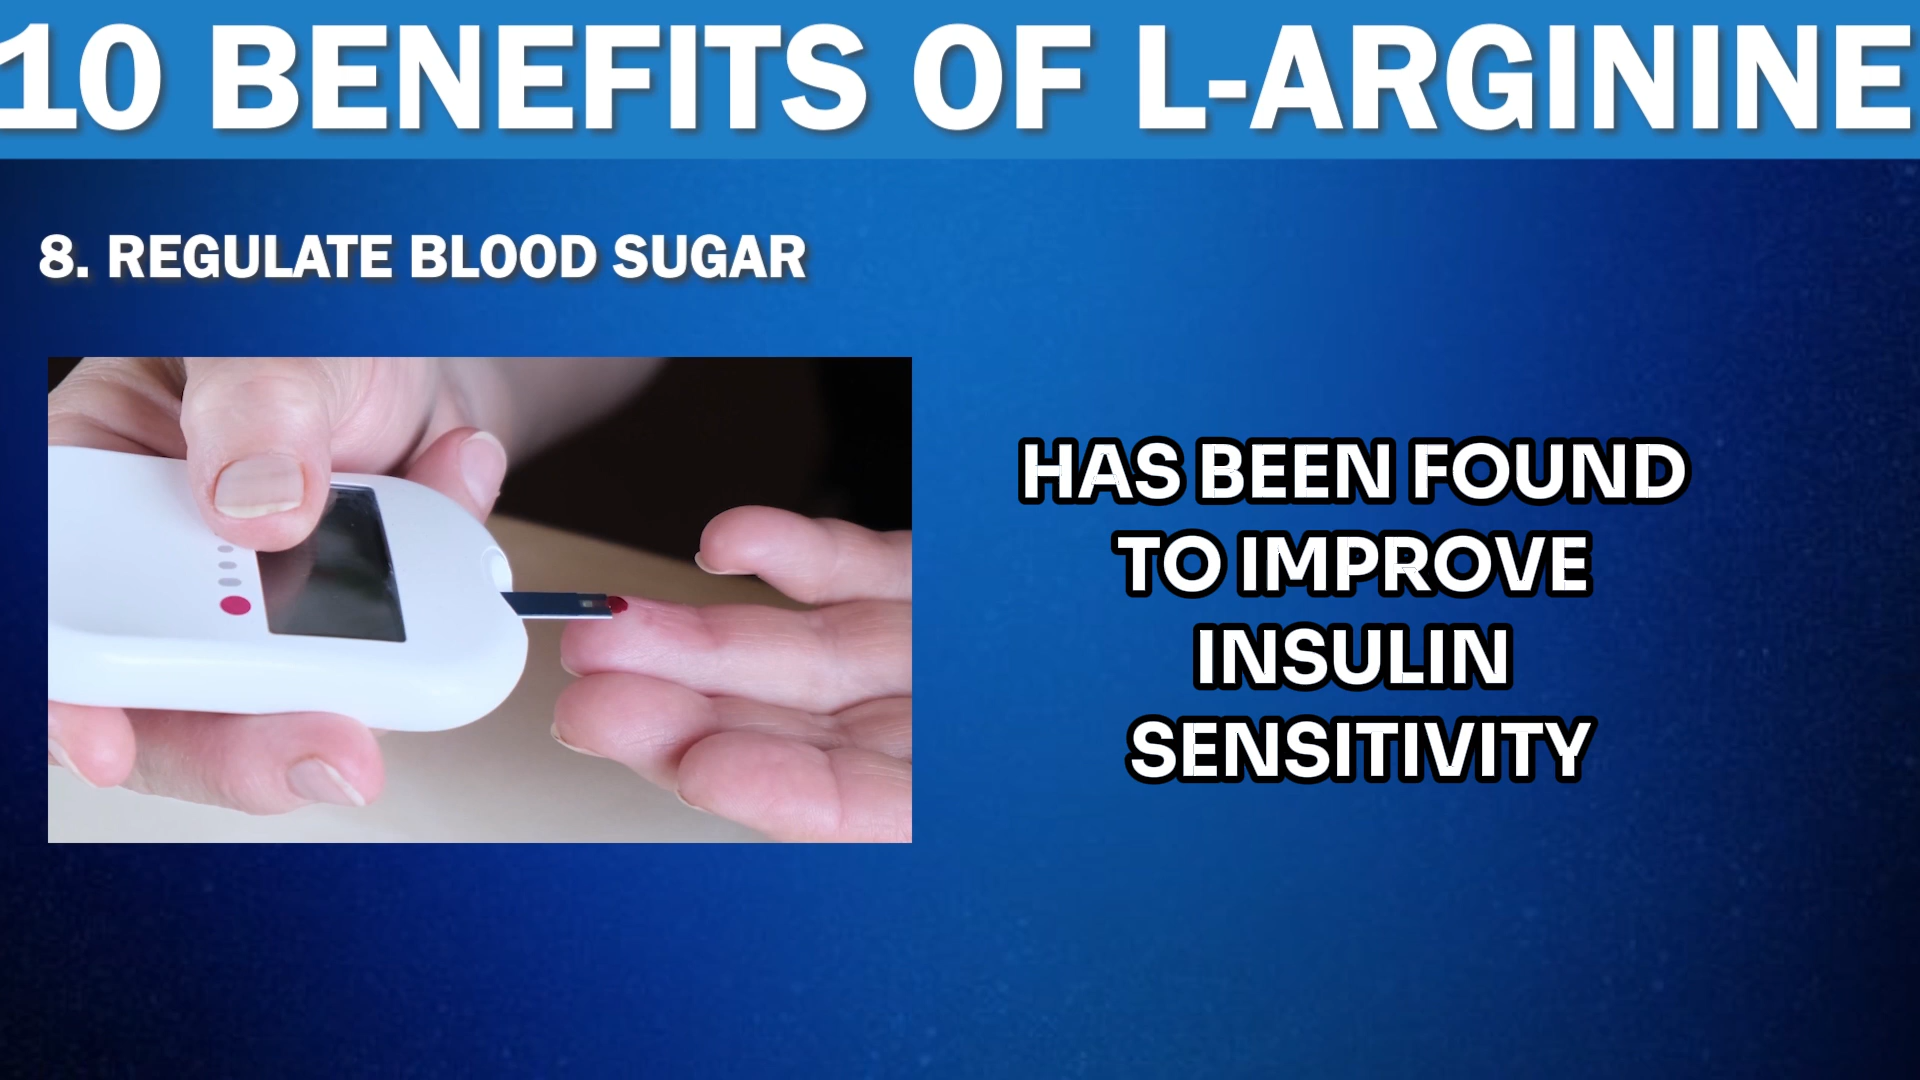 10 BENEFITS OF L-ARGININE
8. REGULATE BLOOD SUGAR
HAS BEEN FOUND
TO IMPROVE
INSULIN
SENSITIVITY